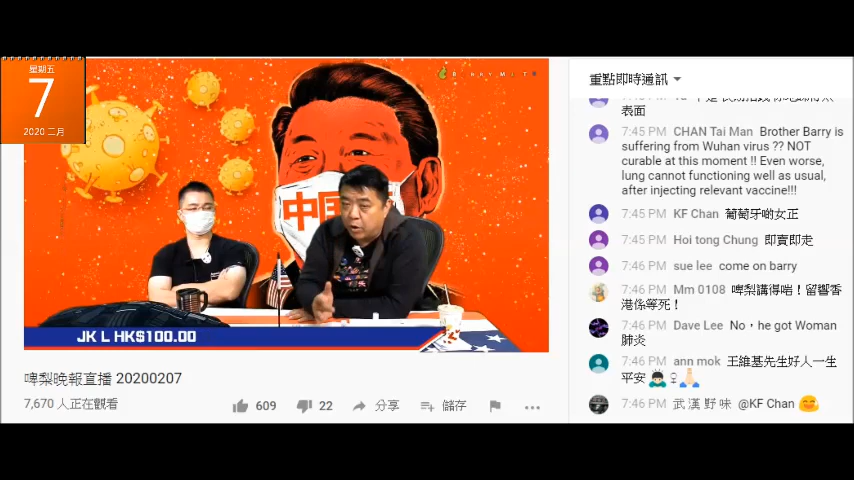 星期五
7
2020 二月
中国
JK L HK$100.00
啤梨晚報直播 20200207
7,670 人正在觀看
609
22
分享
儲存
重點即時通訊
表面
7:45 PM CHAN Tai Man Brother Barry is
suffering from Wuhan virus ?? NOT
curable at this moment !! Even worse,
lung cannot functioning well as usual,
after injecting relevant vaccine!!!
7:45 PM KF Chan 葡萄牙啲女正
7:45 PM Hoi tong Chung 即賣即走
7:46 PM sue lee come on barry
7:46 PM Mm 0108 啤梨講得啱！留響香
港係等死！
7:46 PM Dave Lee No，he got Woman
肺炎
7:46 PM ann mok 王維基先生好人一生
平安 🙇🏻‍♀️🙏🏻
7:46 PM 武 漢 野 味 @KF Chan 🤗